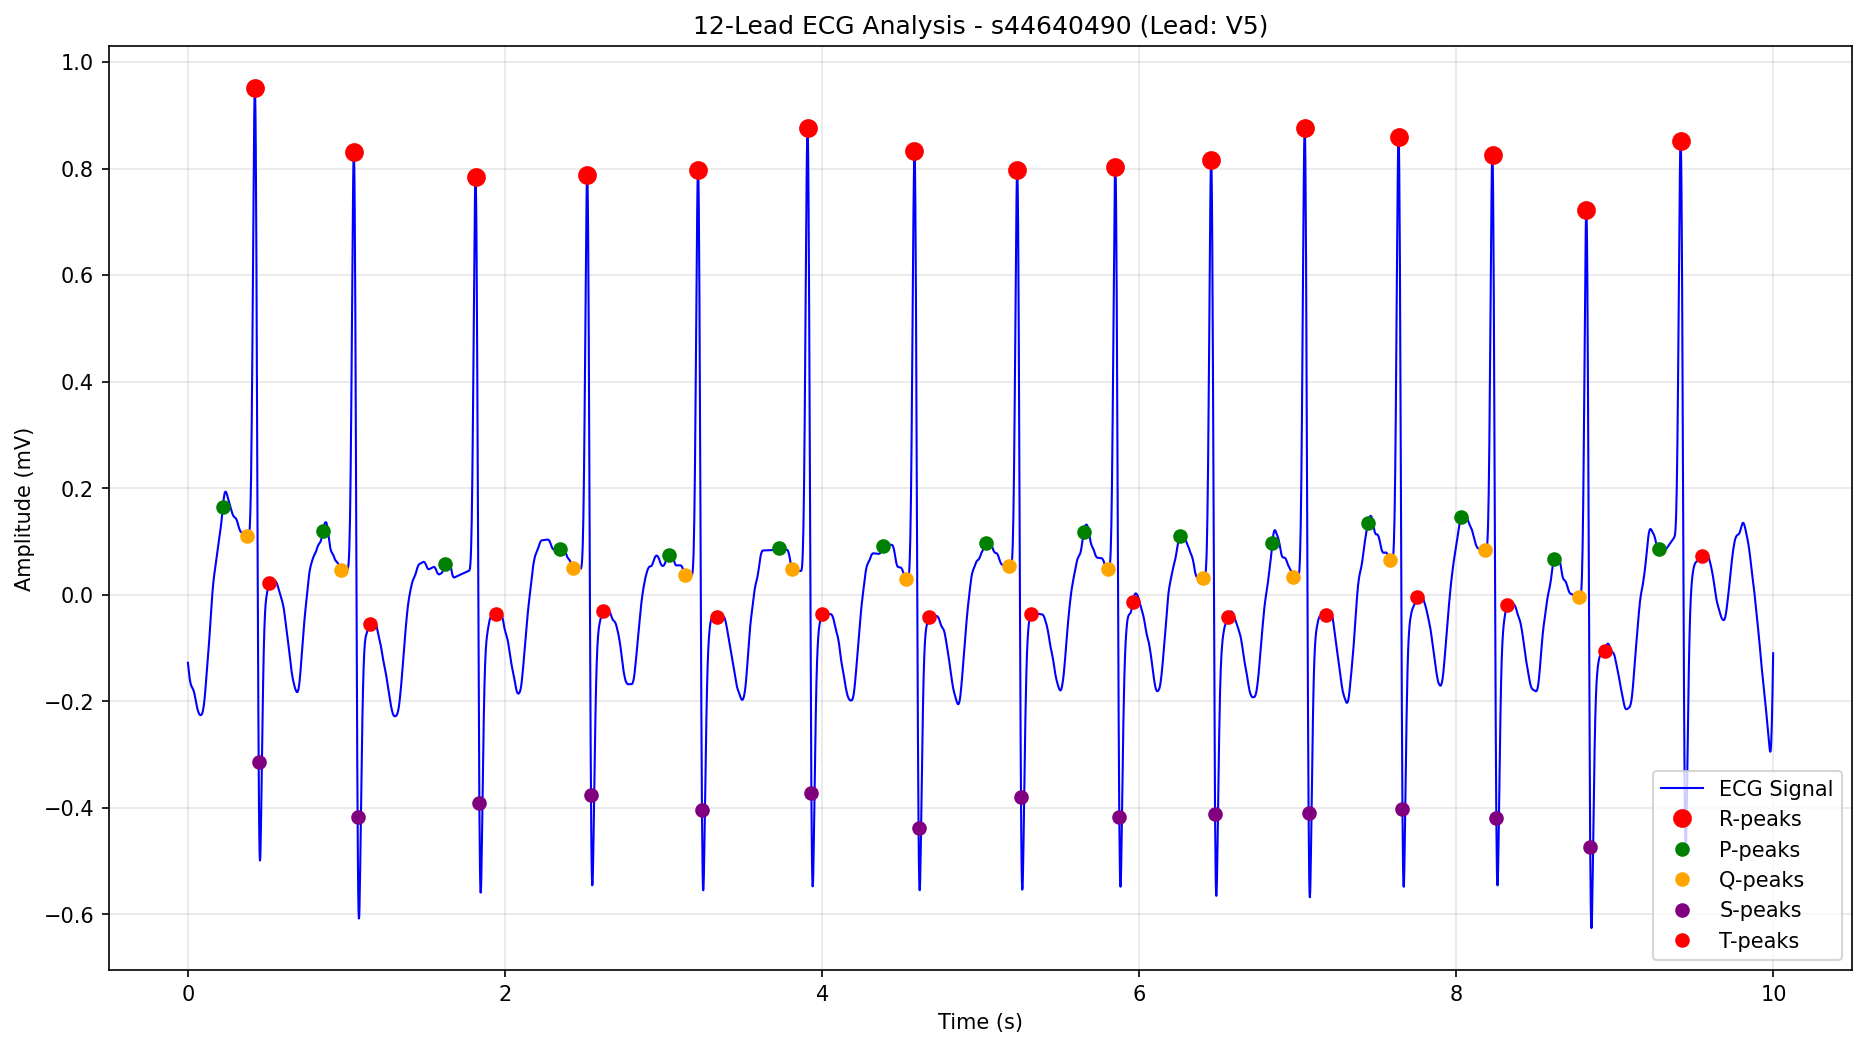 12-Lead ECG Analysis - s44640490 (Lead: V5)
Amplitude (mV)
1.0
0.8
0.6
0.4
0.2
0.0
−0.2
−0.4
−0.6
0 2 4 6 8 10
Time (s)
ECG Signal
R-peaks
P-peaks
Q-peaks
S-peaks
T-peaks